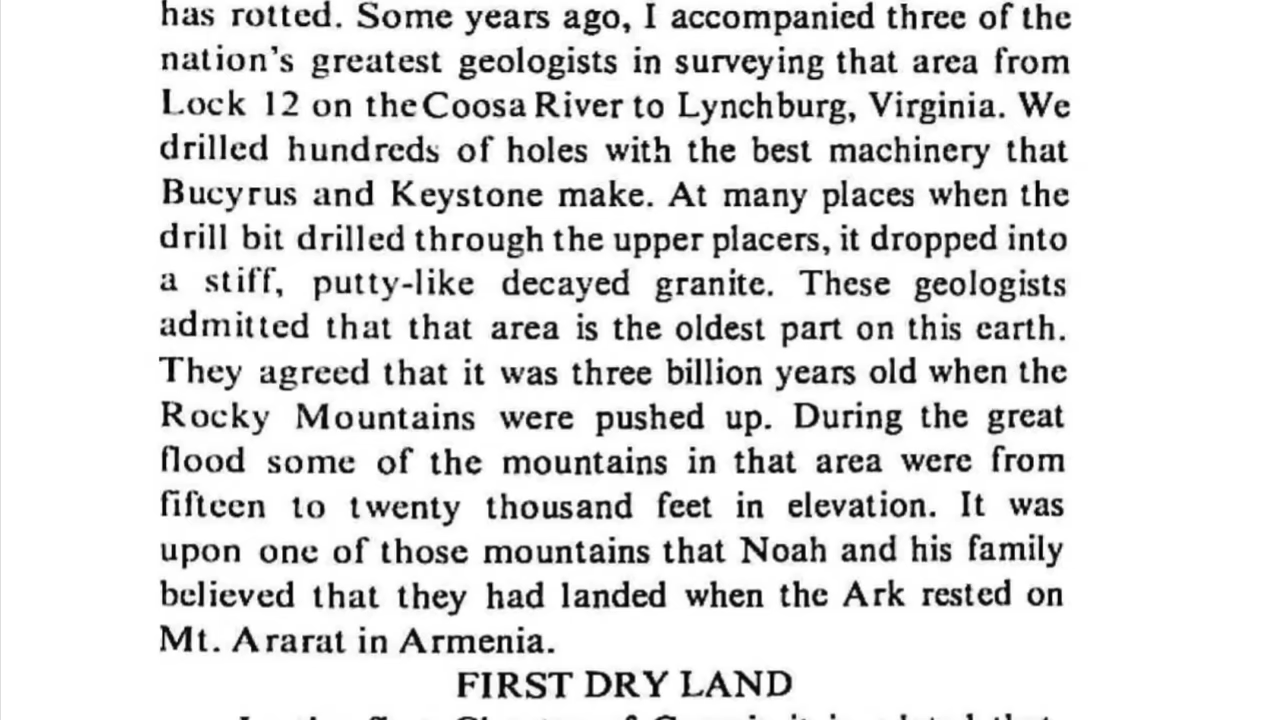 has rotted. Some years ago, I accompanied three of the
nation's greatest geologists in surveying that area from
Lock 12 on the Coosa River to Lynchburg, Virginia. We
drilled hundreds of holes with the best machinery that
Bucyrus and Keystone make. At many places when the
drill bit drilled through the upper placers, it dropped into
a stiff, putty-like decayed granite. These geologists
admitted that that area is the oldest part on this earth.
They agreed that it was three billion years old when the
Rocky Mountains were pushed up. During the great
flood some of the mountains in that area were from
fifteen to twenty thousand feet in elevation. It was
upon one of those mountains that Noah and his family
believed that they had landed when the Ark rested on
Mt. Ararat in Armenia.
FIRST DRY LAND